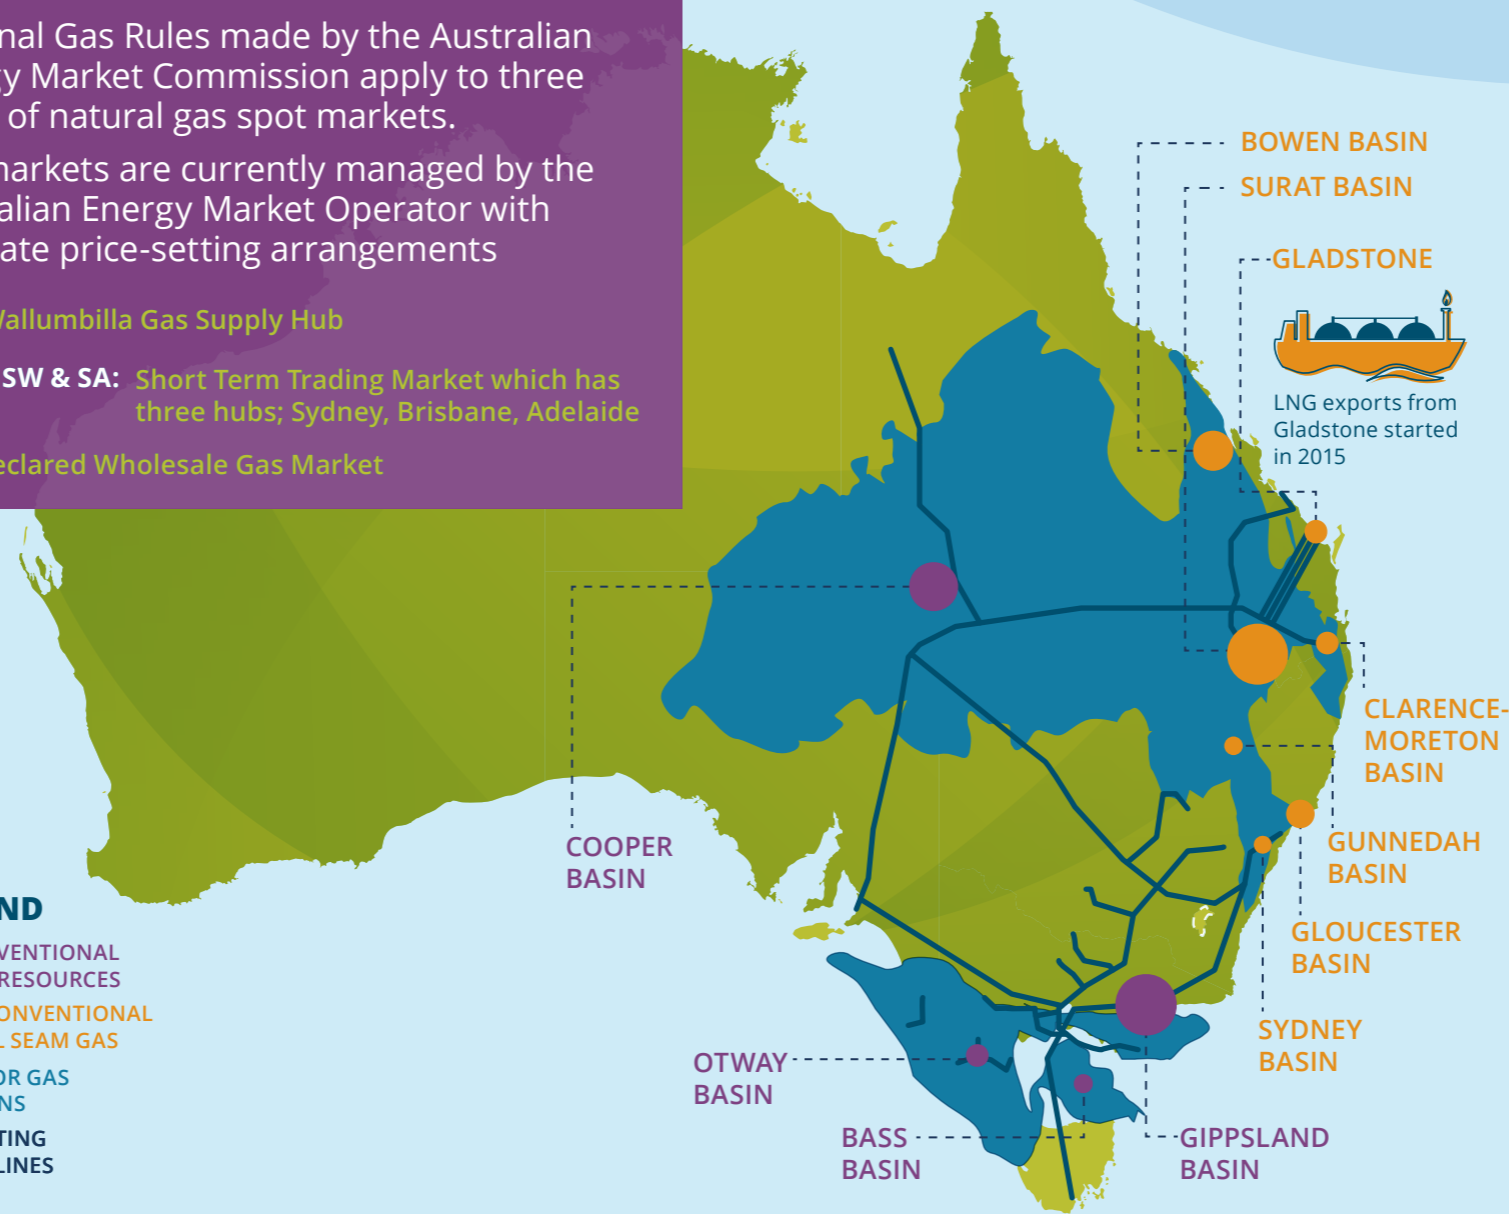 nal Gas Rules made by the Australian
gy Market Commission apply to three
of natural gas spot markets.
narkets are currently managed by the
alian Energy Market Operator with
ate price-setting arrangements
Wallumbilla Gas Supply Hub
SW & SA: Short Term Trading Market which has
three hubs; Sydney, Brisbane, Adelaide
eclared Wholesale Gas Market
BOWEN BASIN
SURAT BASIN
GLADSTONE
LNG exports from
Gladstone started
in 2015
CLARENCE-
MORETON
BASIN
GUNNEDAH
BASIN
GLOUCESTER
BASIN
SYDNEY
BASIN
COOPER
BASIN
OTWAY
BASIN
BASS
BASIN
GIPPSLAND
BASIN
ND
VENTIONAL
RESOURCES
ONVENTIONAL
L SEAM GAS
OR GAS
NS
TING
LINES